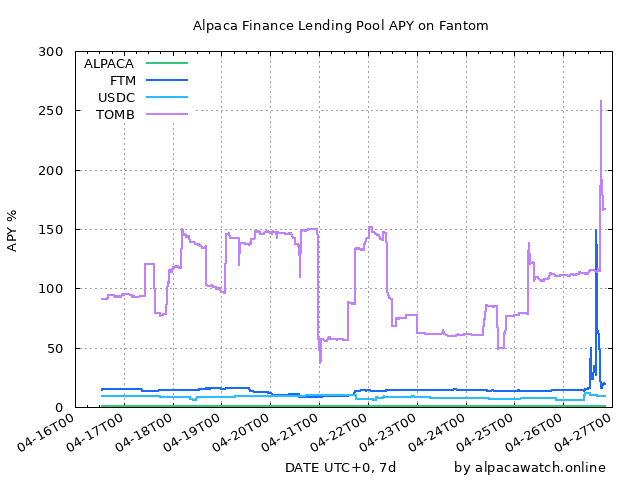 Alpaca Finance Lending Pool APY on Fantom
300
250
200
150
100
50
0
APY %
ALPACA
FTM
USDC
TOMB
04-16T00
04-17T00
04-18T00
04-19T00
04-20T00
04-21T00
04-22T00
04-23T00
04-24T00
04-25T00
04-26T00
04-27T00
DATE UTC+0, 7d
by alpacawatch.online